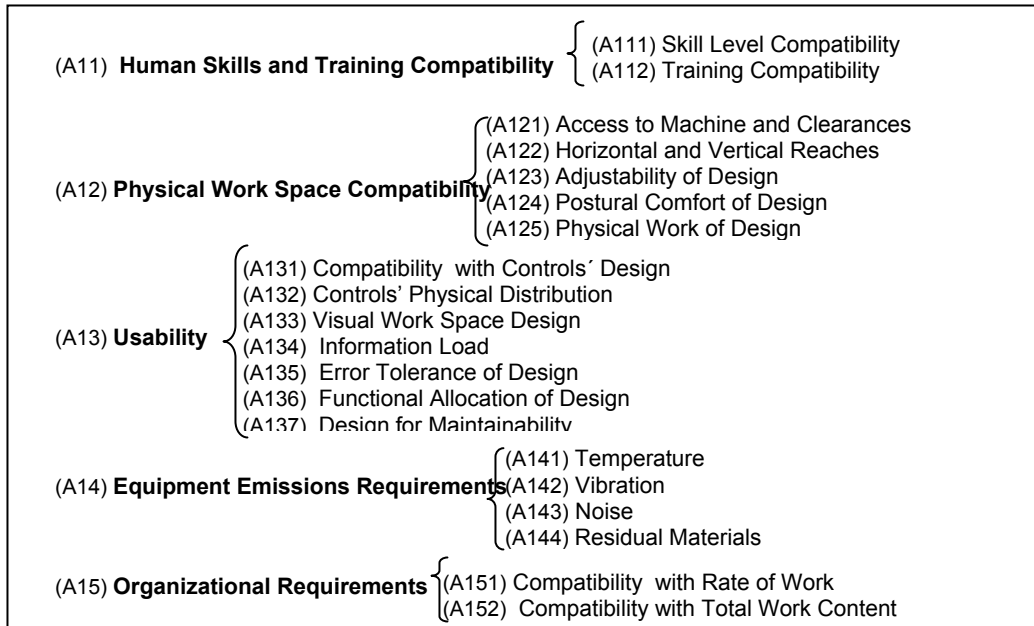 (A11) Human Skills and Training Compatibility
(A111) Skill Level Compatibility
(A112) Training Compatibility
(A12) Physical Work Space Compatibility
(A121) Access to Machine and Clearances
(A122) Horizontal and Vertical Reaches
(A123) Adjustability of Design
(A124) Postural Comfort of Design
(A125) Physical Work of Design
(A13) Usability
(A131) Compatibility with Controls´ Design
(A132) Controls’ Physical Distribution
(A133) Visual Work Space Design
(A134) Information Load
(A135) Error Tolerance of Design
(A136) Functional Allocation of Design
(A137) Design for Maintainability
(A14) Equipment Emissions Requirements
(A141) Temperature
(A142) Vibration
(A143) Noise
(A144) Residual Materials
(A15) Organizational Requirements
(A151) Compatibility with Rate of Work
(A152) Compatibility with Total Work Content